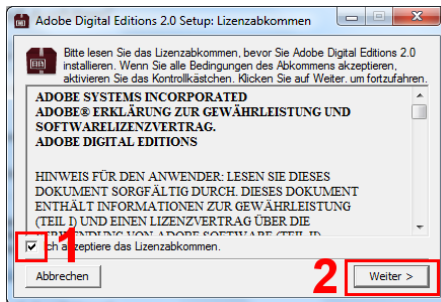 Adobe Digital Editions 2.0 Setup: Lizenzabkommen
Bitte lesen Sie das Lizenzabkommen, bevor Sie Adobe Digital Editions 2.0
installieren. Wenn Sie alle Bedingungen des Abkommens akzeptieren,
aktivieren Sie das Kontrollkästchen. Klicken Sie auf Weiter. um fortzufahren.
ADOBE SYSTEMS INCORPORATED
ADOBE® ERKLÄRUNG ZUR GEWÄHRLEISTUNG UND
SOFTWARELIZENZVERTRAG.
ADOBE DIGITAL EDITIONS
HINWEIS FÜR DEN ANWENDER: LESEN SIE DIESES
DOKUMENT SORGFÄLTIG DURCH. DIESES DOKUMENT
ENTHÄLT INFORMATIONEN ZUR GEWÄHRLEISTUNG
(TEIL I) UND EINEN LIZENZVERTRAG ÜBER DIE
1
akzeptiere das Lizenzabkommen.
Abbrechen
2
Weiter >